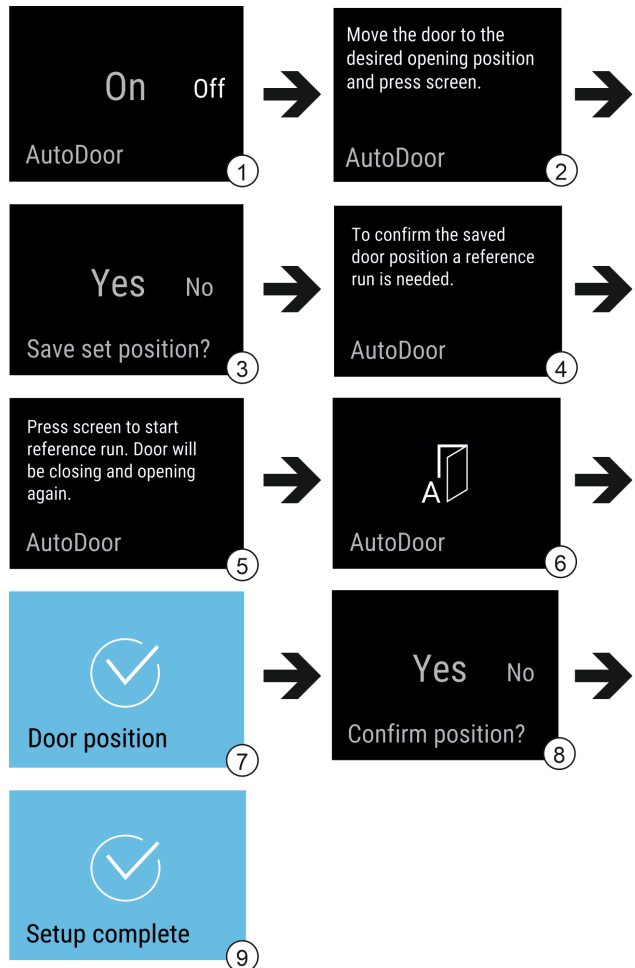 On Off
AutoDoor
1
Move the door to the
desired opening position
and press screen.
AutoDoor
2
Yes No
Save set position?
3
To confirm the saved
door position a reference
run is needed.
AutoDoor
4
Press screen to start
reference run. Door will
be closing and opening
again.
AutoDoor
5
A
AutoDoor
6
Door position
7
Yes No
Confirm position?
8
Setup complete
9